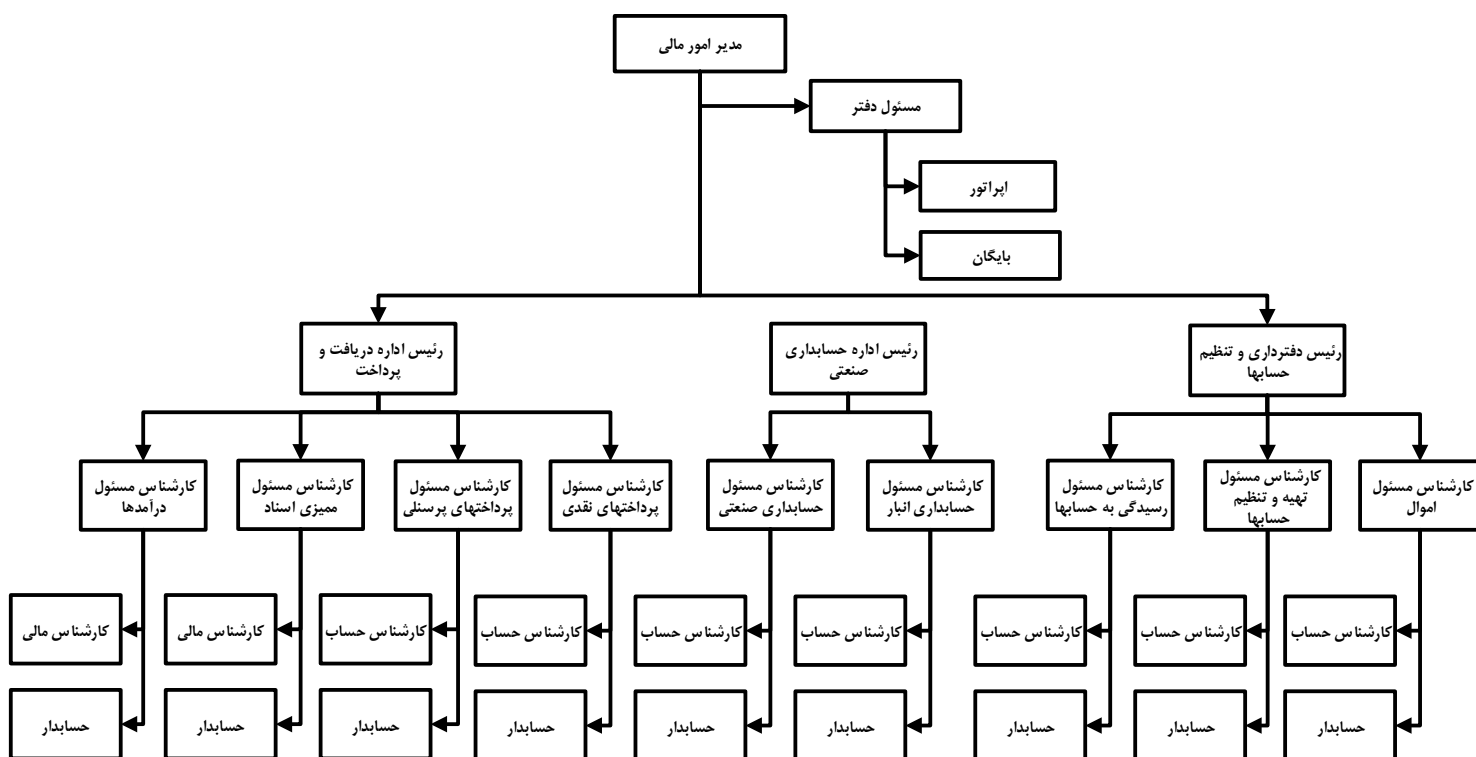 مدیر امور مالی
مسئول دفتر
اپراتور
بایگان
رئیس دفترداری و تنظیم
حسابها
رئیس اداره حسابداری
صنعتی
رئیس اداره دریافت و
پرداخت
کارشناس مسئول
اموال
کارشناس مسئول
تهیه و تنظیم
حسابها
کارشناس مسئول
رسیدگی به حسابها
کارشناس مسئول
حسابداری انبار
کارشناس مسئول
حسابداری صنعتی
کارشناس مسئول
پرداختهای نقدی
کارشناس مسئول
پرداختهای پرسنلی
کارشناس مسئول
ممیزی اسناد
کارشناس مسئول
درآمدها
کارشناس حساب
کارشناس حساب
کارشناس حساب
کارشناس حساب
کارشناس حساب
کارشناس حساب
کارشناس حساب
کارشناس مالی
کارشناس مالی
حسابدار
حسابدار
حسابدار
حسابدار
حسابدار
حسابدار
حسابدار
حسابدار
حسابدار